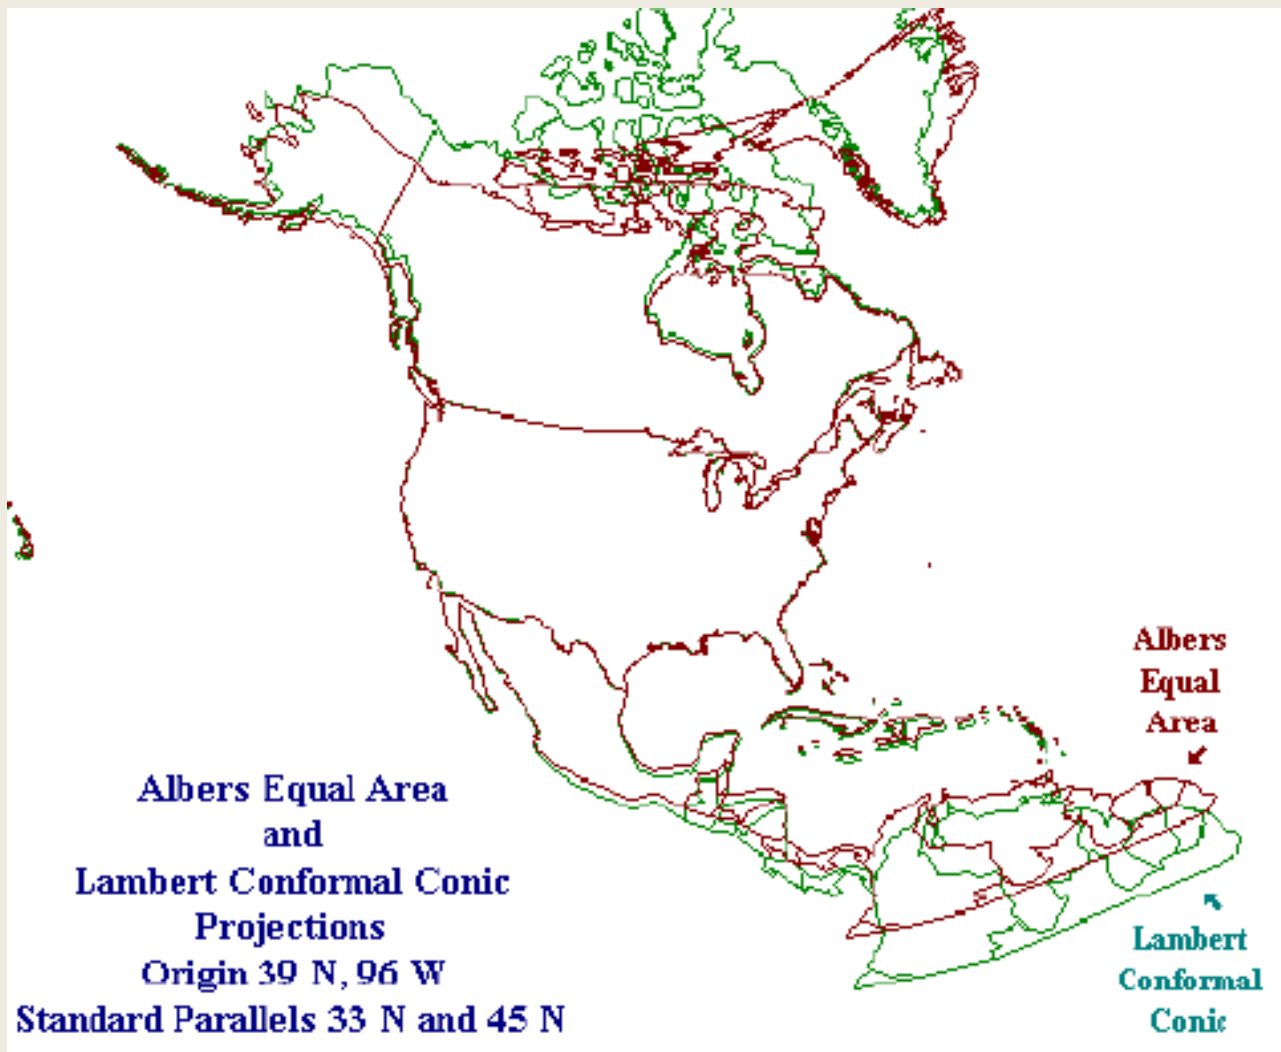 Albers
Equal
Area
Albers Equal Area
and
Lambert Conformal Conic
Projections
Origin 39 N, 96 W
Standard Parallels 33 N and 45 N
Lambert
Conformal
Conic